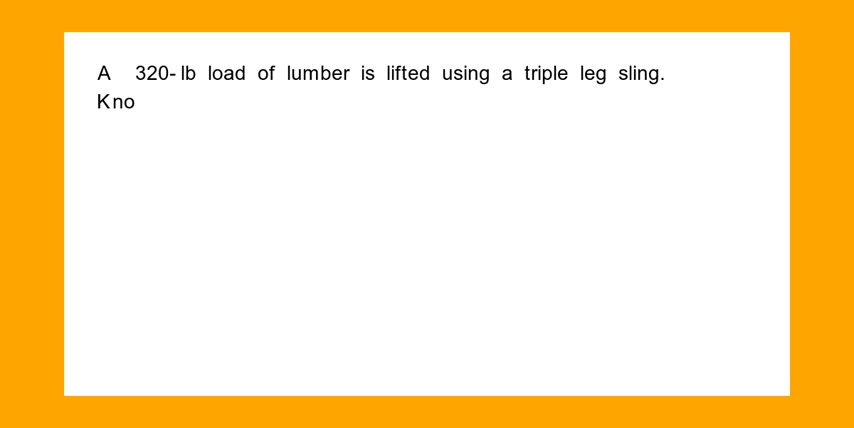 A 320-lb load of lumber is lifted using a triple leg sling.
Kno